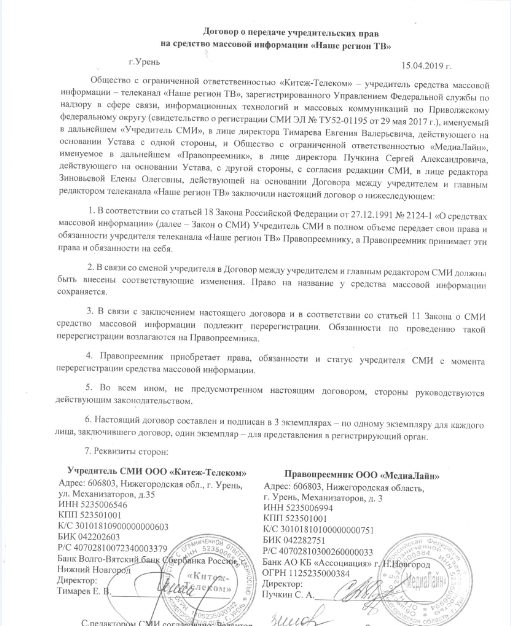 Договор о передаче учредительских прав
на средство массовой информации «Наше регион ТВ»
г.Урень 15.04.2019 г.
Общество с ограниченной ответственностью «Китеж-Телеком» – учредитель средства массовой
информации – телеканал «Наше регион ТВ», зарегистрированного Управлением Федеральной службы по
надзору в сфере связи, информационных технологий и массовых коммуникаций по Приволжскому
федеральному округу (свидетельство о регистрации СМИ ЭЛ № ТУ52-01195 от 29 мая 2017 г.), именуемый
в дальнейшем «Учредитель СМИ», в лице директора Тимарева Евгения Валерьевича, действующего на
основании Устава с одной стороны, и Общество с ограниченной ответственностью «МедиаЛайн»,
именуемое в дальнейшем «Правопреемник», в лице директора Пучкина Сергей Александровича,
действующего на основании Устава, с другой стороны, с согласия редакции СМИ, в лице редактора
Зиновьевой Елены Олеговны, действующей на основании Договора между учредителем и главным
редактором телеканала «Наше регион ТВ» заключили настоящий договор о нижеследующем:
1. В соответствии со статьей 18 Закона Российской Федерации от 27.12.1991 № 2124-1 «О средствах
массовой информации» (далее – Закон о СМИ) Учредитель СМИ в полном объеме передает свои права и
обязанности учредителя телеканала «Наше регион ТВ» Правопреемнику, а Правопреемник принимает эти
права и обязанности на себя.
2. В связи со сменой учредителя в Договор между учредителем и главным редактором СМИ должны
быть внесены соответствующие изменения. Право на название у средства массовой информации
сохраняется.
3. В связи с заключением настоящего договора и в соответствии со статьей 11 Закона о СМИ
средство массовой информации подлежит перерегистрации. Обязанности по проведению такой
перерегистрации возлагаются на Правопреемника.
4. Правопреемник приобретает права, обязанности и статус учредителя СМИ с момента
перерегистрации средства массовой информации.
5. Во всем ином, не предусмотренном настоящим договором, стороны руководствуются
действующим законодательством.
6. Настоящий договор составлен и подписан в 3 экземплярах – по одному экземпляру для каждого
лица, заключившего договор, один экземпляр – для представления в регистрирующий орган.
7. Реквизиты сторон:
Учредитель СМИ ООО «Китеж-Телеком»
Адрес: 606803, Нижегородская обл., г. Урень,
ул. Механизаторов, д.35
ИНН 5235006546
КПП 523501001
К/С 30101810900000000603
БИК 042202603
Р/С 40702810072340003379
Банк Волго-Вятский банк Сбербанка России,
Нижний Новгород
Директор:
Тимарев Е. В.
«Китеж-
Телеком»
Правопреемник ООО «МедиаЛайн»
Адрес: 606803, Нижегородская область,
г. Урень, Механизаторов, д. 3
ИНН 5235006994
КПП 523501001
К/С 30101810100000000751
БИК 042282751
Р/С 40702810300260000033
Банк АО КБ «Ассоциация» г.Н.Новгород
ОГРН 1125235000384
Директор:
Пучкин С. А.
МедиаЛайн
С редактором СМИ